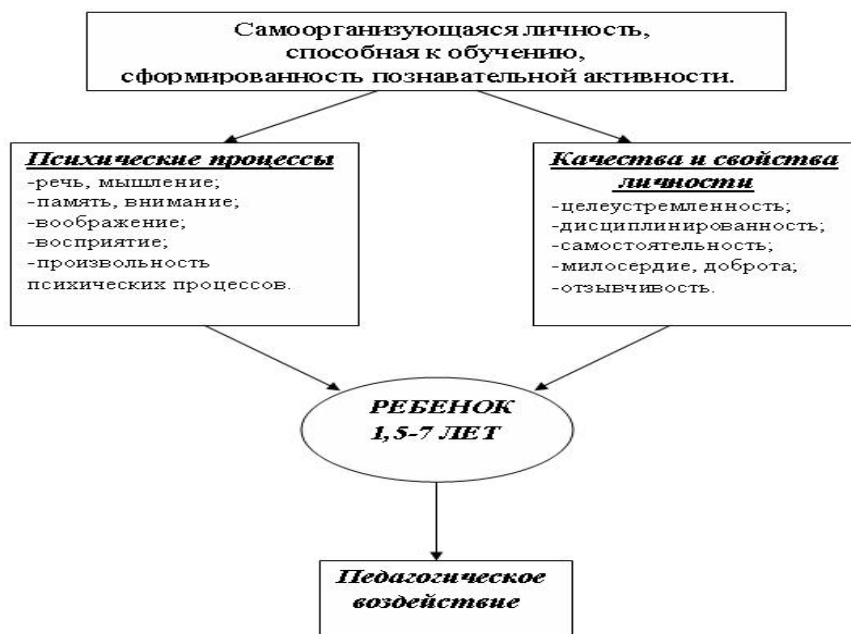 Самоорганизующаяся личность,
способная к обучению,
сформированность познавательной активности.
Психические процессы
-речь, мышление;
-память, внимание;
-воображение;
-восприятие;
-произвольность
психических процессов.
Качества и свойства
личности
-целеустремленность;
-дисциплинированность;
-самостоятельность;
-милосердие, доброта;
-отзывчивость.
РЕБЕНОК
1,5-7 ЛЕТ
Педагогическое
воздействие